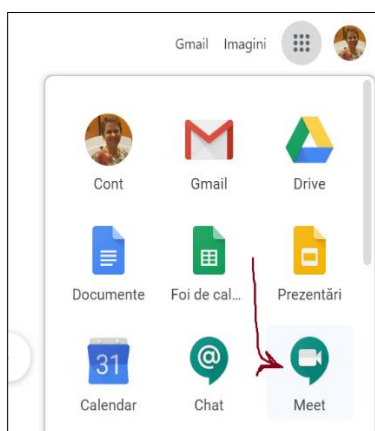 Gmail Imagini
Cont Gmail Drive
Documente Foi de cal... Prezentări
31 @
Calendar Chat Meet